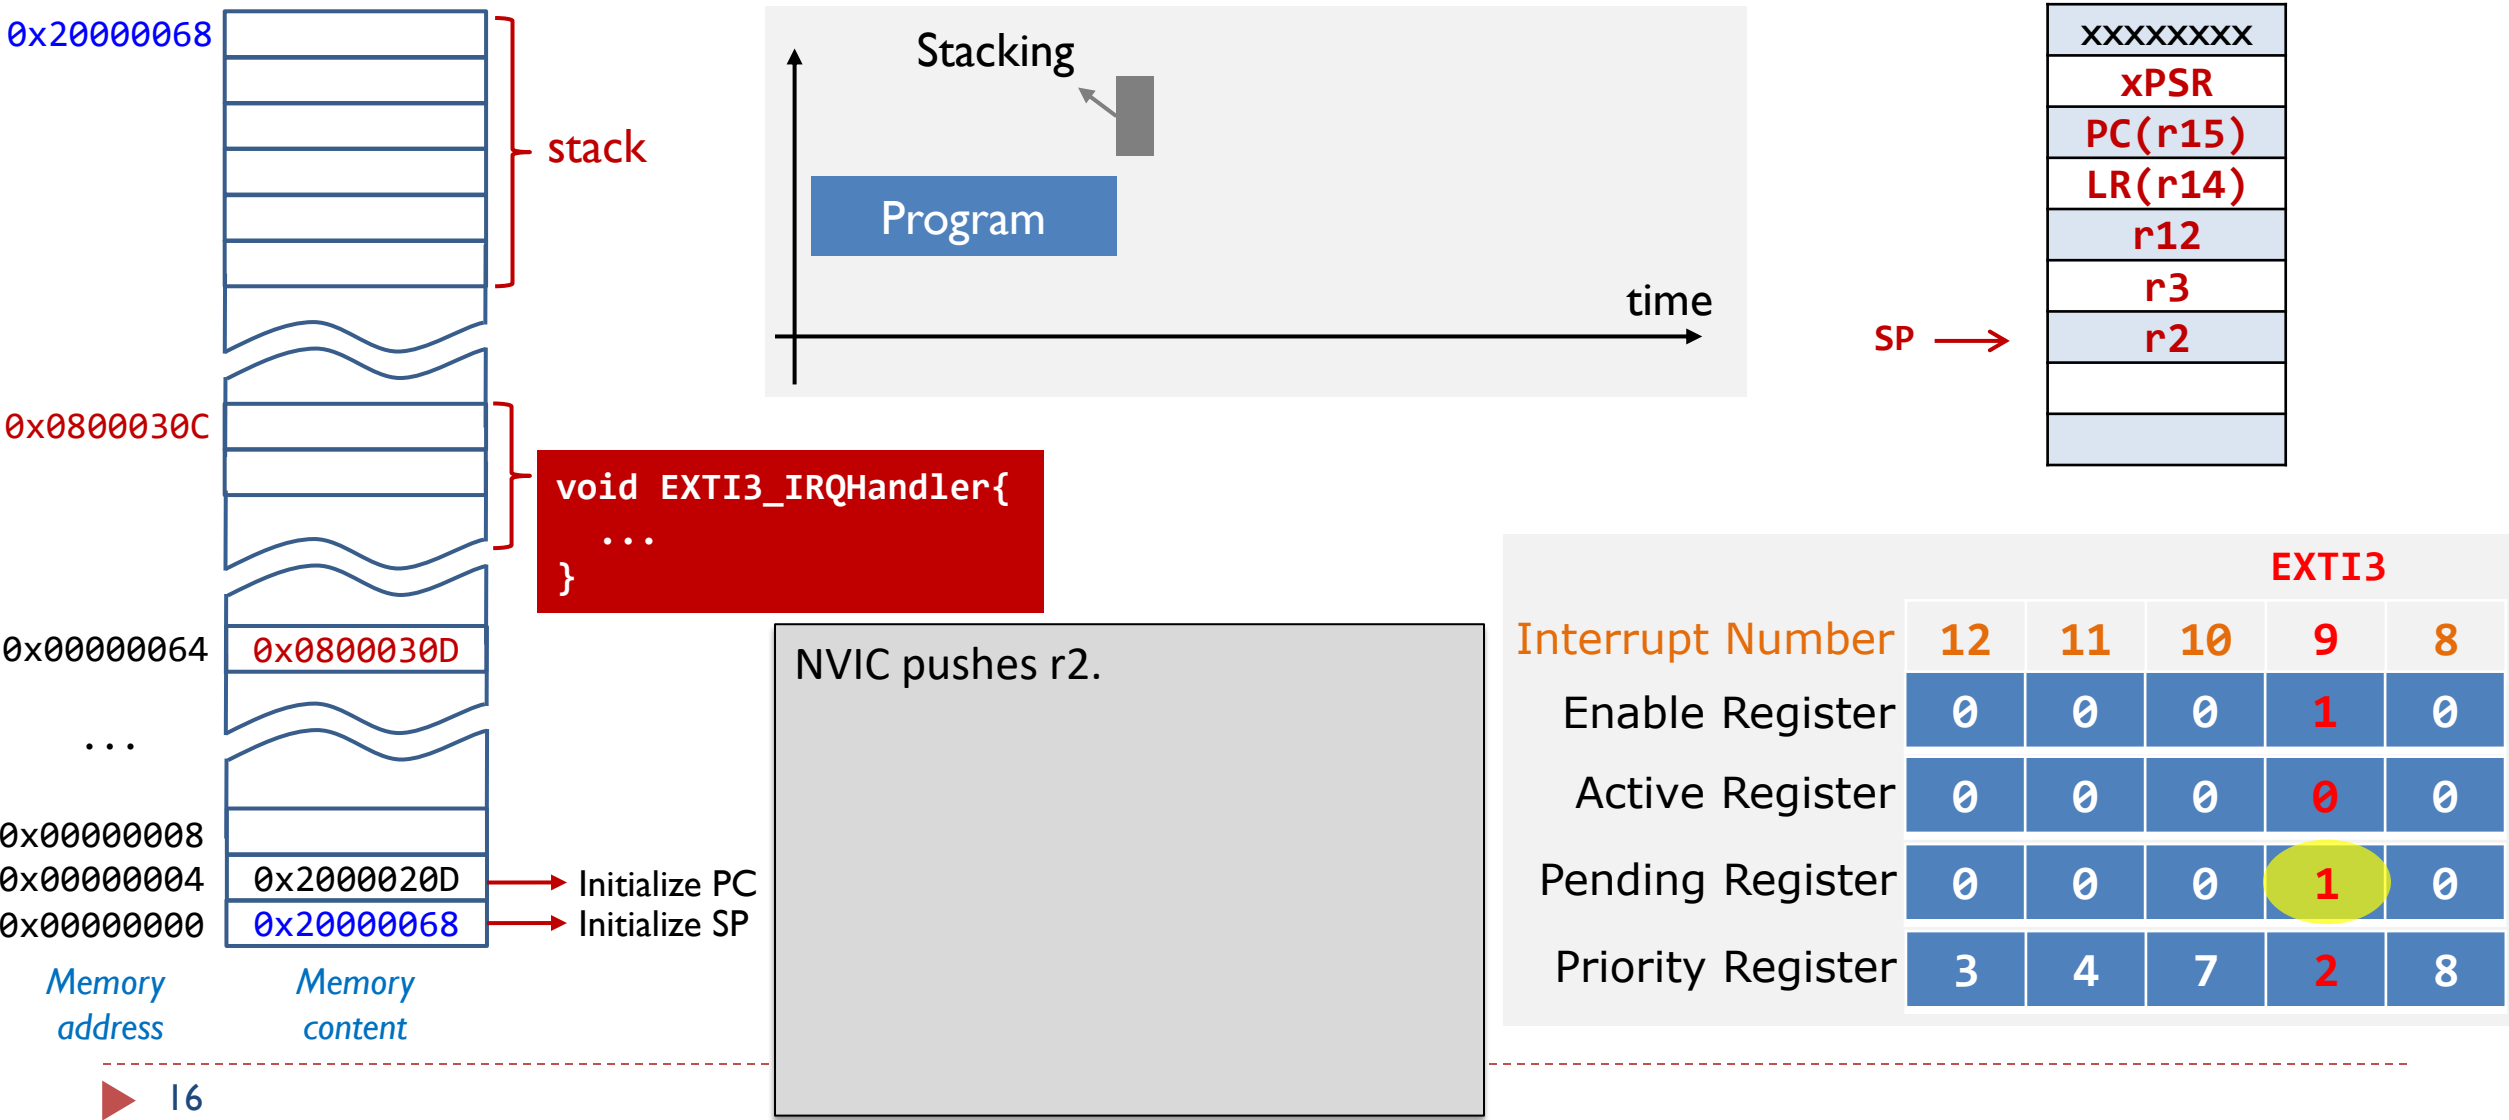 0x20000068
stack
0x0800030C
void EXTI3_IRQHandler{
...
}
0x00000064 0x0800030D
...
0x00000008
0x00000004 0x2000020D Initialize PC
0x00000000 0x20000068 Initialize SP
Memory address
Memory content
Stacking
Program
time
xxxxxxxx
xPSR
PC(r15)
LR(r14)
r12
r3
SP r2
NVIC pushes r2.
EXTI3
Interrupt Number 12 11 10 9 8
Enable Register 0 0 0 1 0
Active Register 0 0 0 0 0
Pending Register 0 0 0 1 0
Priority Register 3 4 7 2 8
16